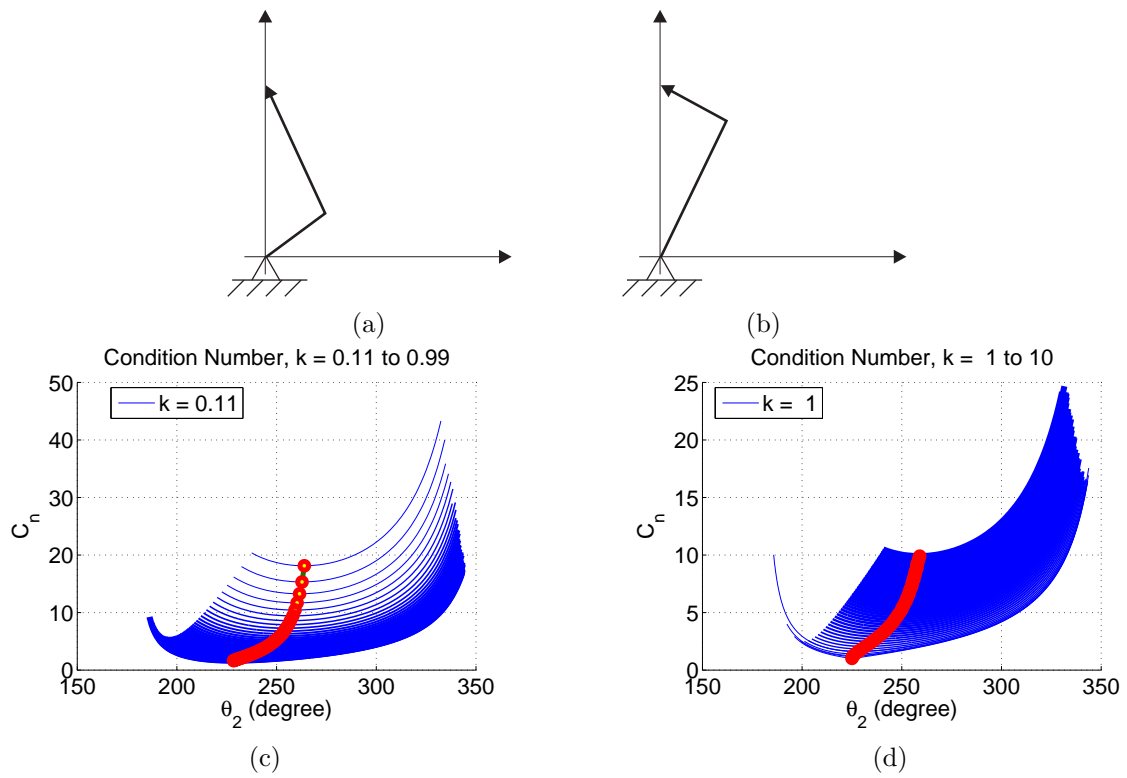 (a)
(b)
Condition Number, k = 0.11 to 0.99
50
40
30
20
10
0
C_n
k = 0.11
150
200
250
300
350
θ_2 (degree)
(c)
Condition Number, k = 1 to 10
25
20
15
10
5
0
C_n
k = 1
150
200
250
300
350
θ_2 (degree)
(d)